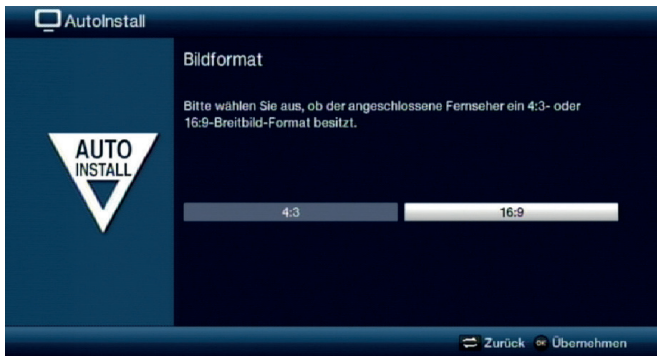 AutoInstall
Bildformat
Bitte wählen Sie aus, ob der angeschlossene Fernseher ein 4:3- oder
16:9-Breitbild-Format besitzt.
AUTO
INSTALL
4:3
16:9
Zurück OK Übernehmen